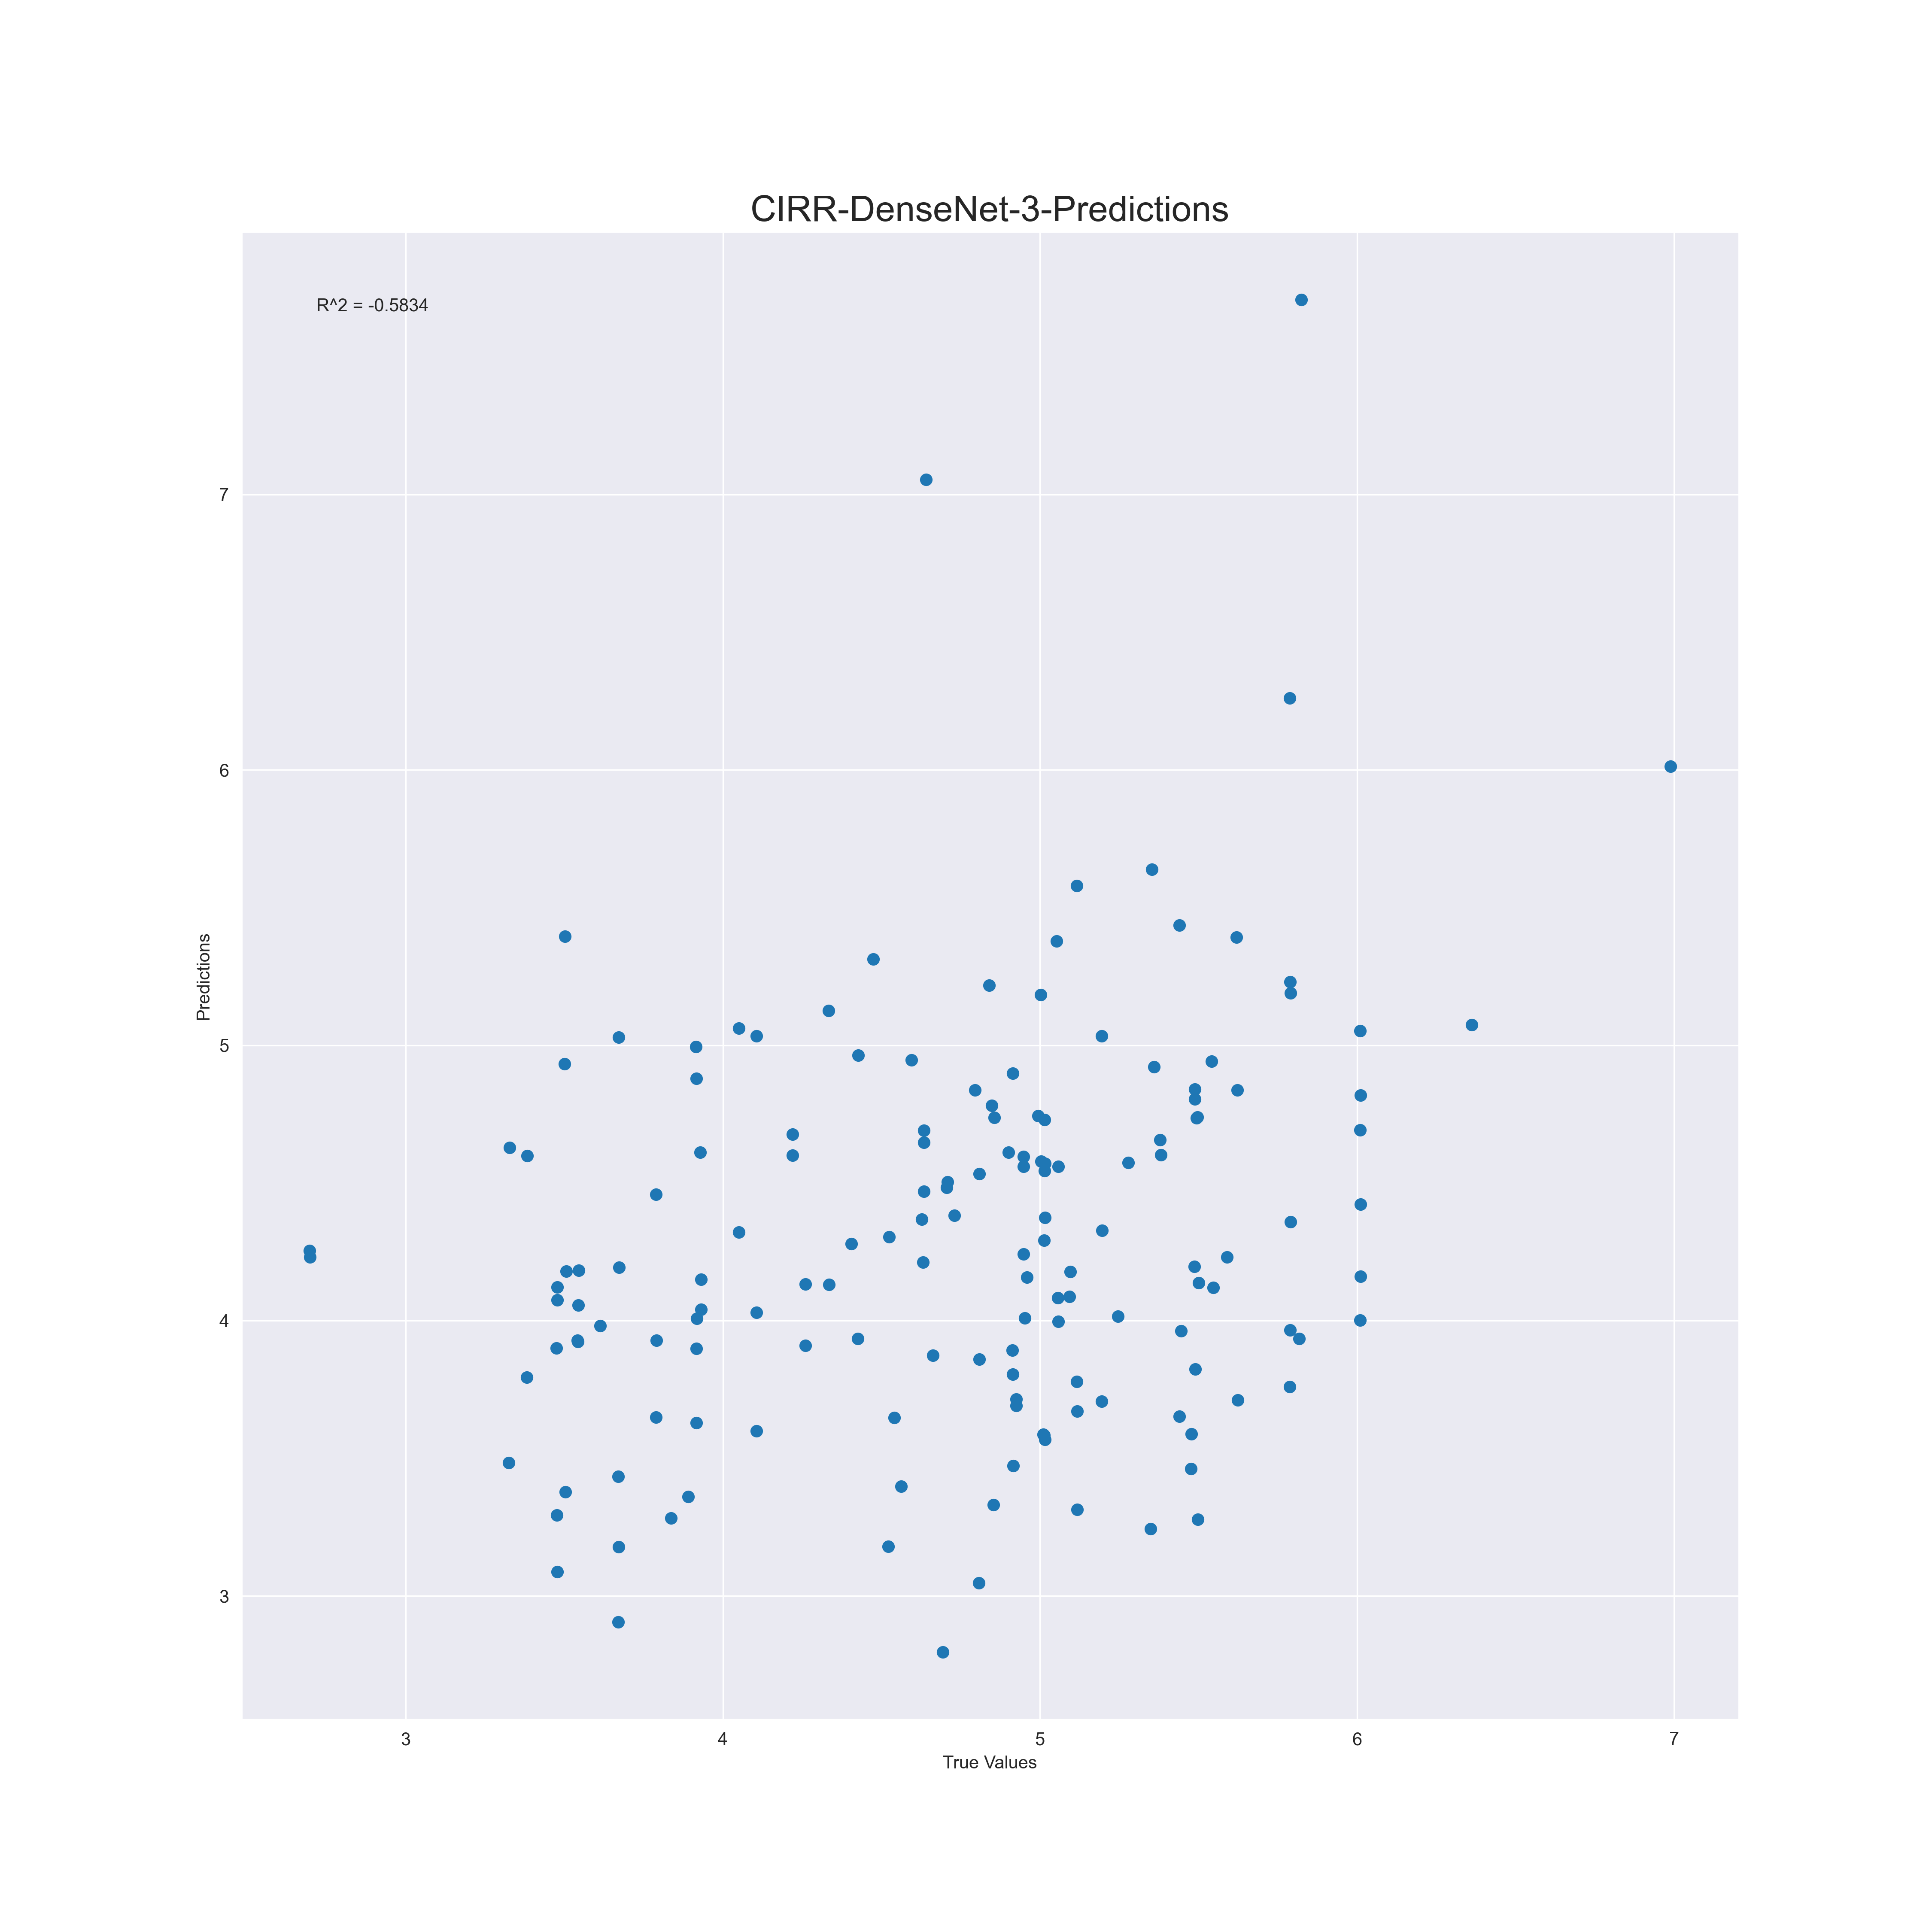 CIRR-DenseNet-3-Predictions
R^2 = -0.5834
7
6
5
4
3
Predictions
3 4 5 6 7
True Values